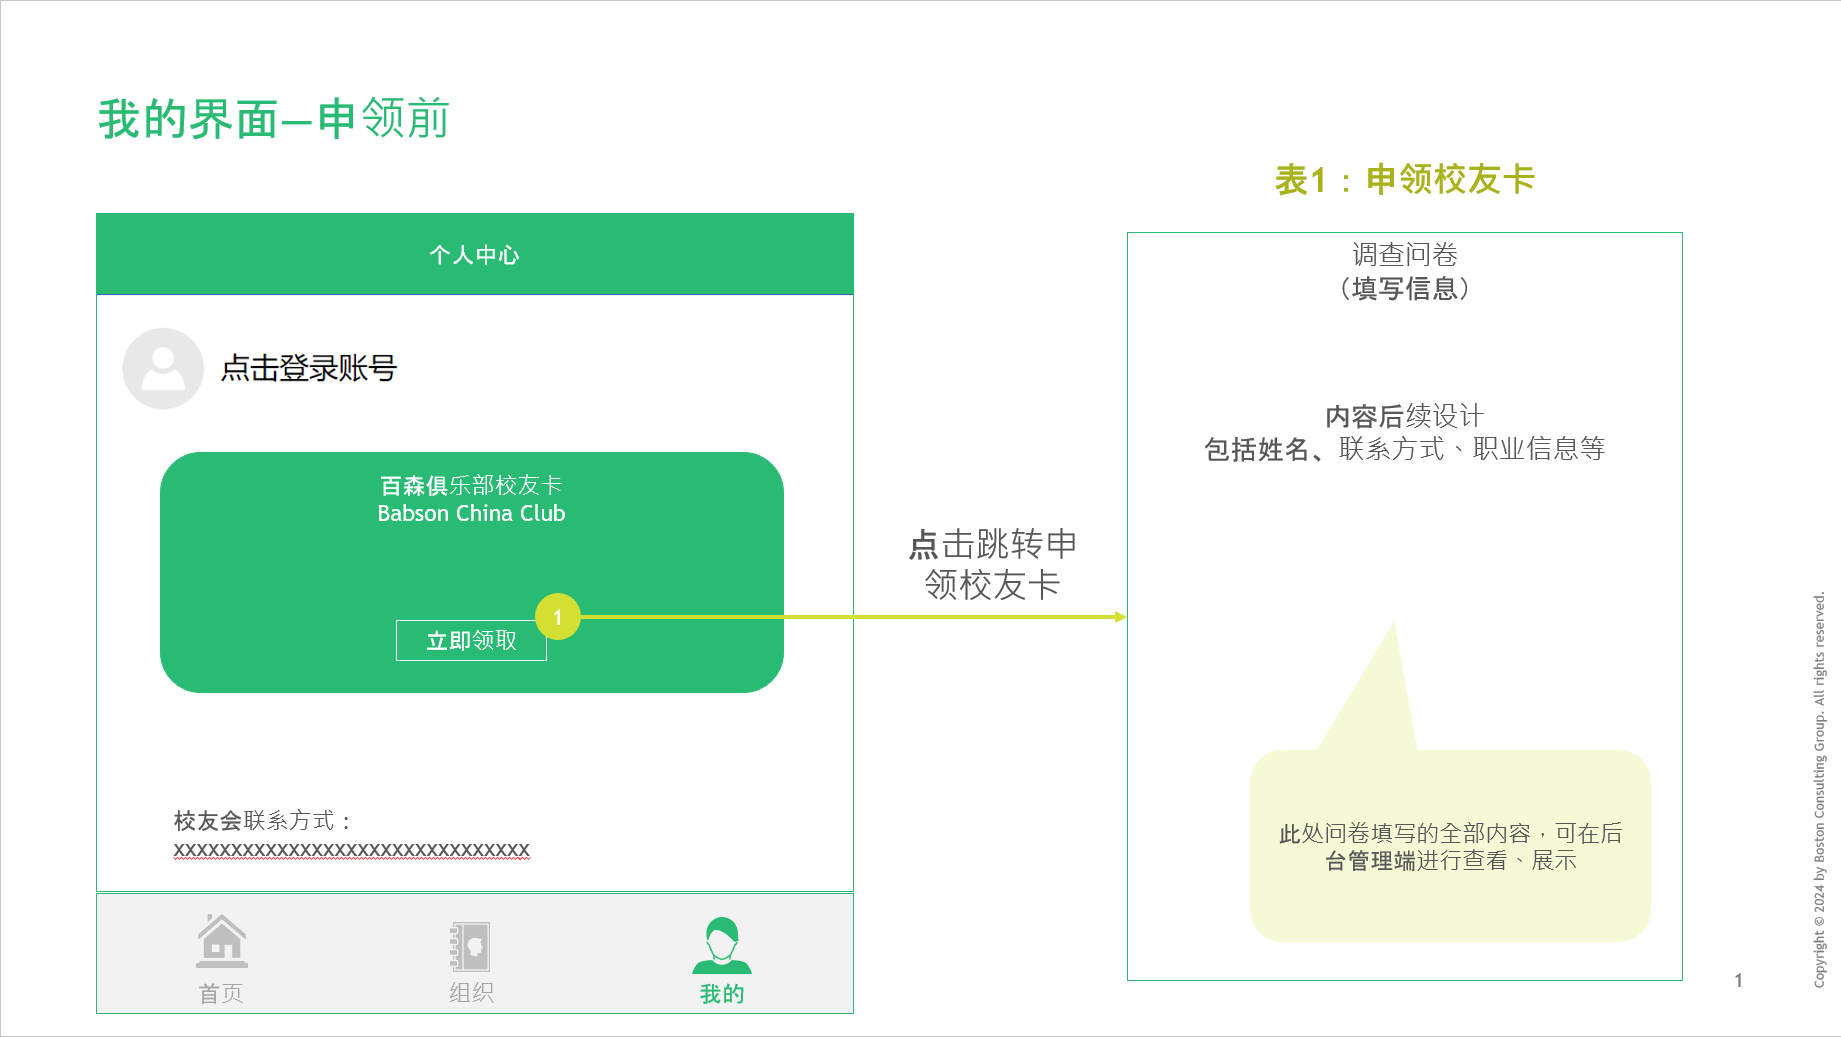 我的界面—申领前
个人中心
点击登录账号
百森俱乐部校友卡
Babson China Club
立即领取
1
校友会联系方式：
xxxxxxxxxxxxxxxxxxxxxxxxxxxxxxx
首页
组织
我的
点击跳转申
领校友卡
表1：申领校友卡
调查问卷
（填写信息）
内容后续设计
包括姓名、联系方式、职业信息等
此处问卷填写的全部内容，可在后
台管理端进行查看、展示
1
Copyright © 2024 by Boston Consulting Group. All rights reserved.